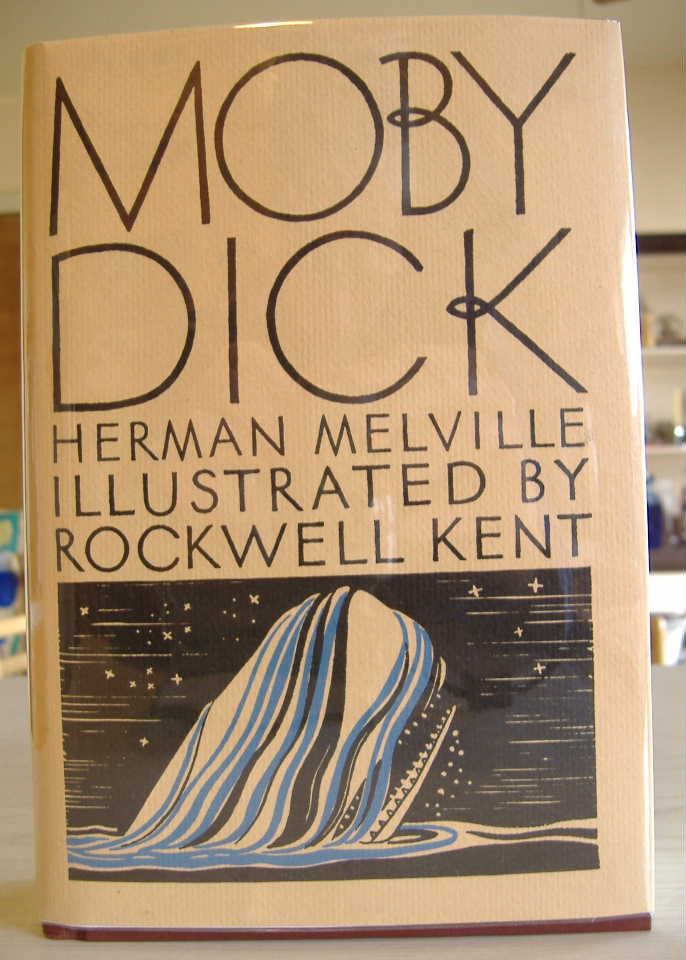 MOBY
DICK
HERMAN MELVILLE
ILLUSTRATED BY
ROCKWELL KENT